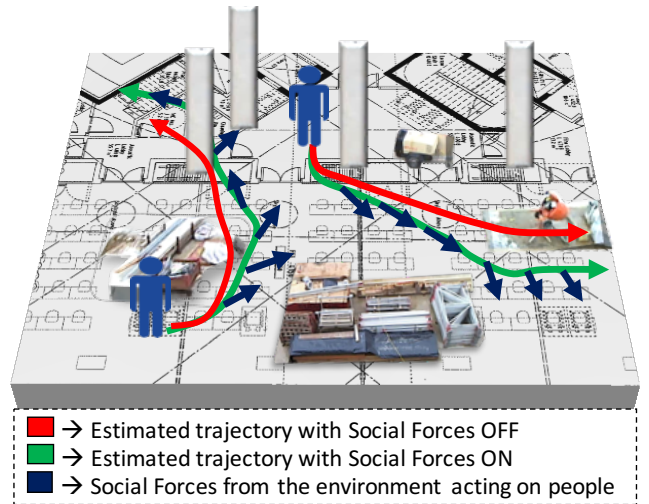 → Estimated trajectory with Social Forces OFF
→ Estimated trajectory with Social Forces ON
→ Social Forces from the environment acting on people